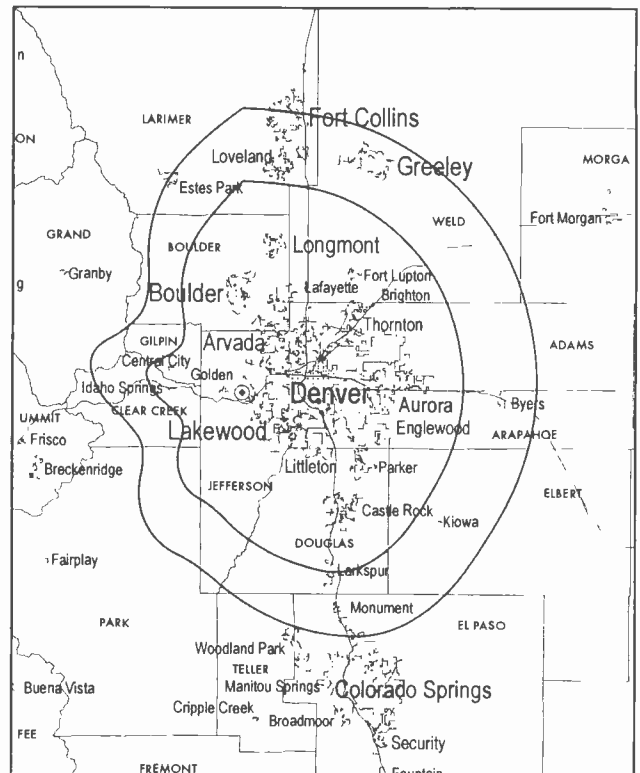 n
Fort Collins
LARIMER
ON
Loveland
Greeley
MORGA
Estes Park
Fort Morgan
WELD
GRAND
BOULDER
Longmont
Granby
Fort Lupton
g
Boulder
Lafayette
Brighton
Thornton
GILPIN
Arvada
ADAMS
Central City
Golden
Idaho Springs
Denver
Aurora
Byers
CLEAR CREEK
UMMIT
Lakewood
Englewood
ARAPAHOE
Frisco
Breckenridge
Littleton
Parker
JEFFERSON
ELBERT
Castle Rock
Kiowa
DOUGLAS
Fairplay
Larkspur
Monument
PARK
EL PASO
Woodland Park
TELLER
Buena Vista
Manitou Springs
Colorado Springs
Cripple Creek
Broadmoor
FEE
Security
FREMONT
Fountain